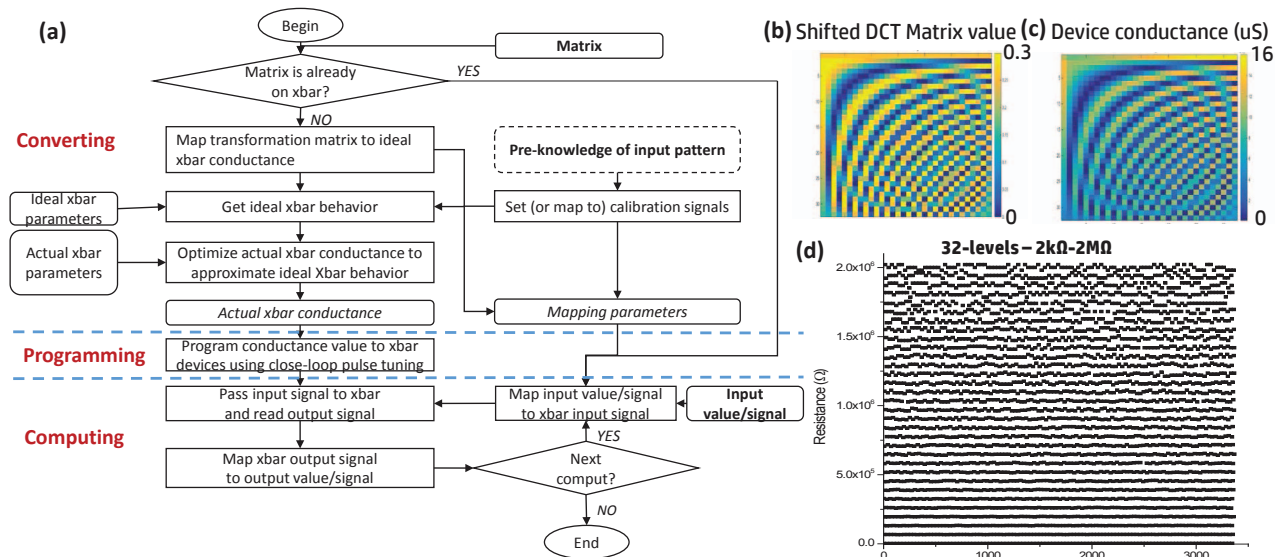 (a)
Begin
Matrix
Matrix is already
on xbar?
YES
NO
Converting
Map transformation matrix to ideal
xbar conductance
Pre-knowledge of input pattern
Ideal xbar
parameters
Get ideal xbar behavior
Set (or map to) calibration signals
Actual xbar
parameters
Optimize actual xbar conductance to
approximate ideal Xbar behavior
Actual xbar conductance
Mapping parameters
Programming
Program conductance value to xbar
devices using close-loop pulse tuning
Computing
Pass input signal to xbar
and read output signal
Map input value/signal
to xbar input signal
Input
value/signal
YES
Map xbar output signal
to output value/signal
Next
comput?
NO
End
(b) Shifted DCT Matrix value
0.3
0
(c) Device conductance (uS)
16
0
(d)
32-levels – 2kΩ-2MΩ
Resistance (Ω)
2.0x10⁶
1.5x10⁶
1.0x10⁶
5.0x10⁵
0.0
0
1000
2000
3000